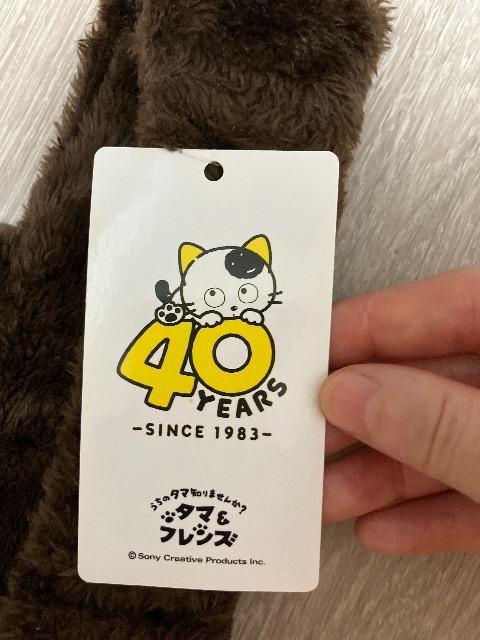 40
YEARS
-SINCE 1983-
うちのタマ知りませんか?
タマ&
フレンズ
© Sony Creative Products Inc.